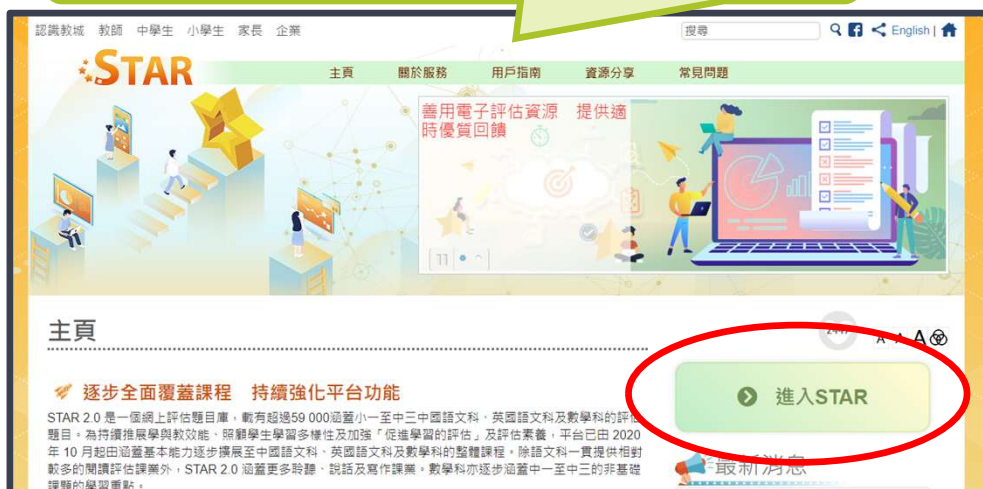 認識教城 教師 中學生 小學生 家長 企業
搜尋
English |
STAR
主頁 關於服務 用戶指南 資源分享 常見問題
善用電子評估資源 提供適
時優質回饋
11
主頁
A A A
逐步全面覆蓋課程 持續強化平台功能
STAR 2.0 是一個網上評估題目庫，載有超過59 000涵蓋小一至中三中國語文科、英國語文科及數學科的評估
題目。為持續推展學與教效能、照顧學生學習多樣性及加強「促進學習的評估」及評估素養，平台已由 2020
年 10 月起由涵蓋基本能力逐步擴展至中國語文科、英國語文科及數學科的整體課程。除語文科一貫提供相對
較多的閱讀評估課業外，STAR 2.0 涵蓋更多聆聽、說話及寫作課業。數學科亦逐步涵蓋中一至中三的非基礎
課題的學習重點。
進入STAR
最新消息